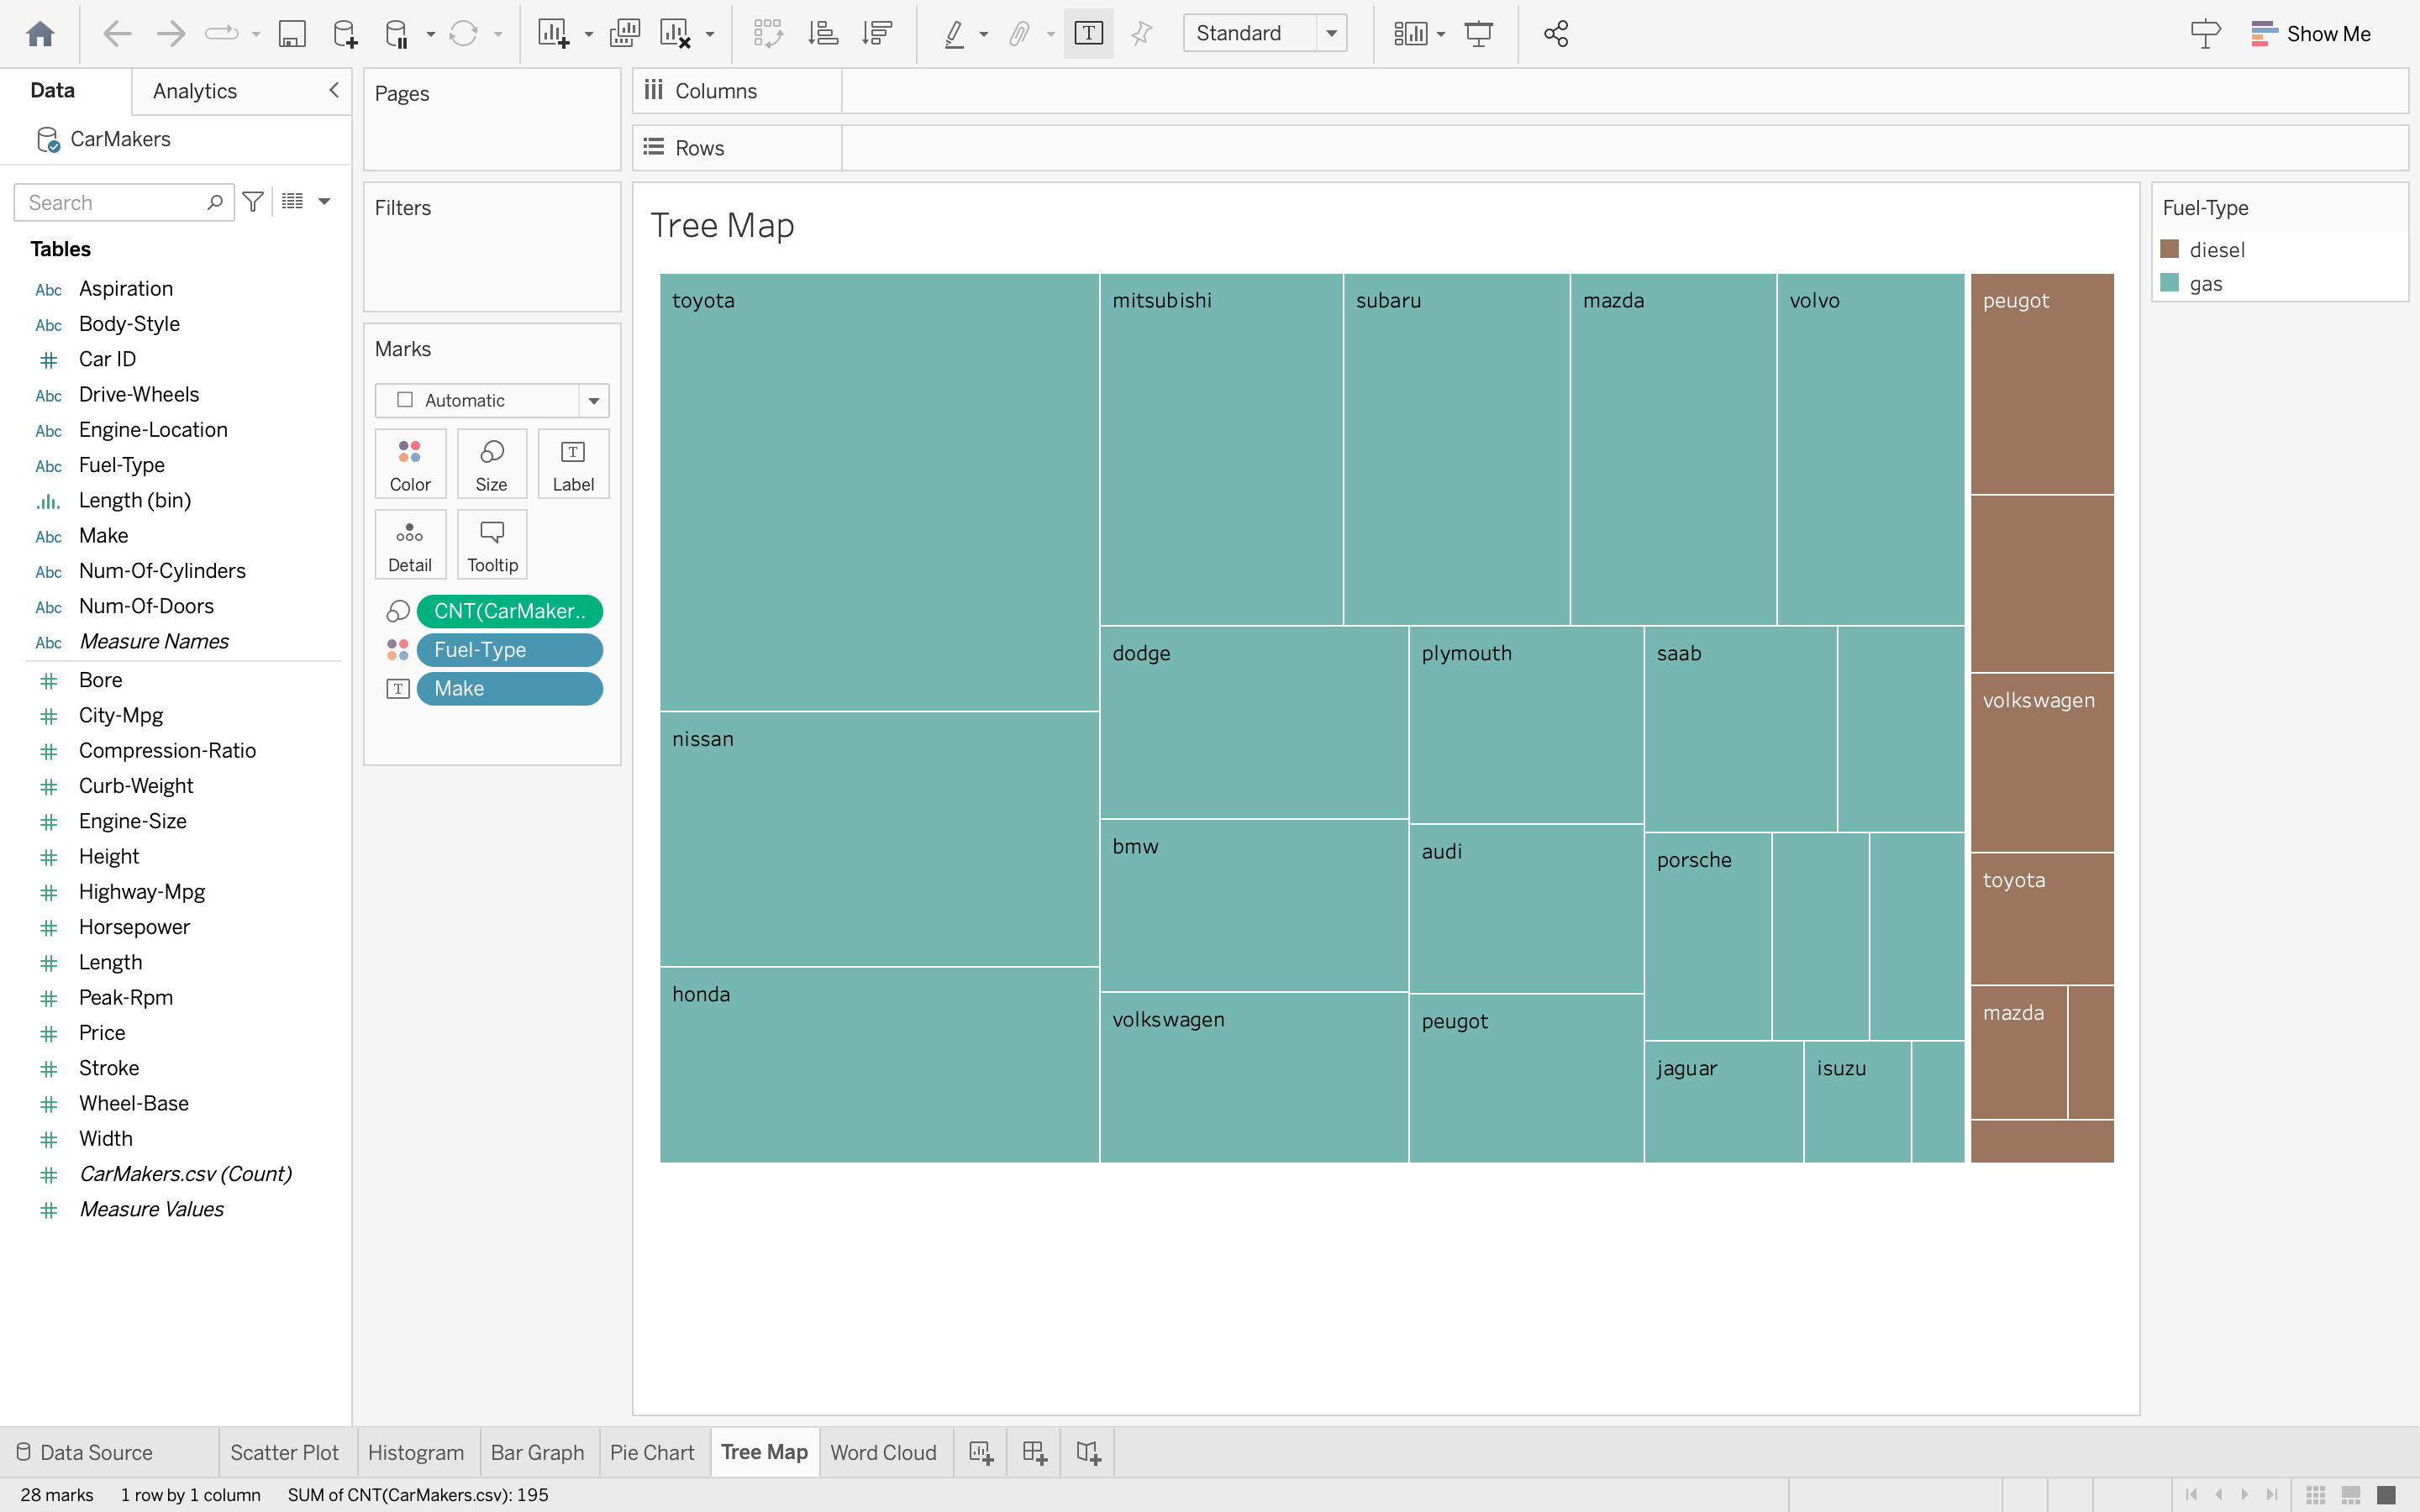 Standard
Show Me
Data
Analytics
CarMakers
Search
Tables
Abc Aspiration
Abc Body-Style
# Car ID
Abc Drive-Wheels
Abc Engine-Location
Abc Fuel-Type
Length (bin)
Abc Make
Abc Num-Of-Cylinders
Abc Num-Of-Doors
Abc Measure Names
# Bore
# City-Mpg
# Compression-Ratio
# Curb-Weight
# Engine-Size
# Height
# Highway-Mpg
# Horsepower
# Length
# Peak-Rpm
# Price
# Stroke
# Wheel-Base
# Width
# CarMakers.csv (Count)
# Measure Values
Pages
Filters
Marks
Automatic
Color
Size
T
Label
Detail
Tooltip
CNT(CarMaker..
Fuel-Type
T Make
Columns
Rows
Tree Map
toyota
mitsubishi
subaru
mazda
volvo
peugot
dodge
plymouth
saab
volkswagen
nissan
bmw
audi
porsche
toyota
honda
volkswagen
peugot
mazda
jaguar
isuzu
Fuel-Type
diesel
gas
Data Source
Scatter Plot
Histogram
Bar Graph
Pie Chart
Tree Map
Word Cloud
28 marks
1 row by 1 column
SUM of CNT(CarMakers.csv): 195